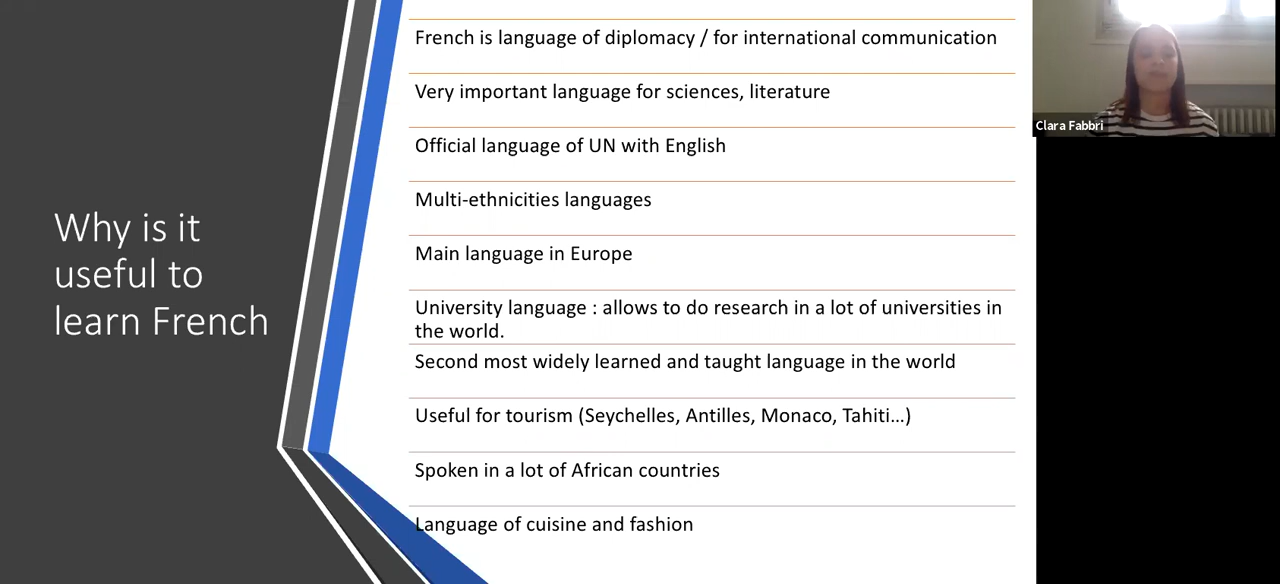 Why is it
useful to
learn French
French is language of diplomacy / for international communication
Very important language for sciences, literature
Official language of UN with English
Multi-ethnicities languages
Main language in Europe
University language : allows to do research in a lot of universities in
the world.
Second most widely learned and taught language in the world
Useful for tourism (Seychelles, Antilles, Monaco, Tahiti...)
Spoken in a lot of African countries
Language of cuisine and fashion
Clara Fabbri